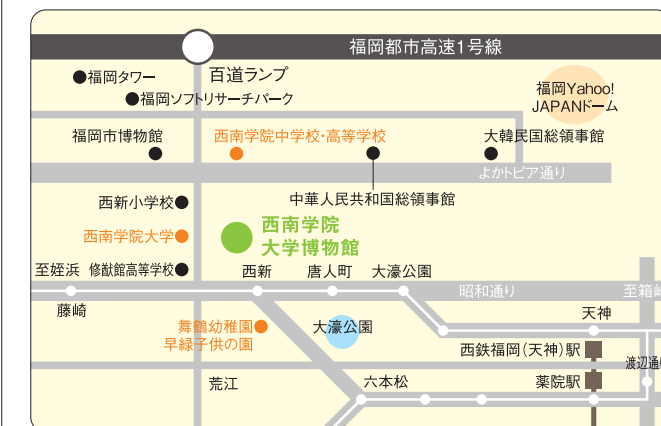 福岡都市高速1号線
福岡タワー
百道ランプ
福岡ソフトリサーチパーク
福岡Yahoo!
JAPANドーム
福岡市博物館
西南学院中学校・高等学校
大韓民国総領事館
よかトピア通り
中華人民共和国総領事館
西新小学校
西南学院
大学博物館
西南学院大学
至姪浜
修猷館高等学校
西新
唐人町
大濠公園
昭和通り
至箱崎
藤崎
天神
舞鶴幼稚園
早緑子供の園
大濠公園
西鉄福岡(天神)駅
渡辺通り
荒江
六本松
薬院駅